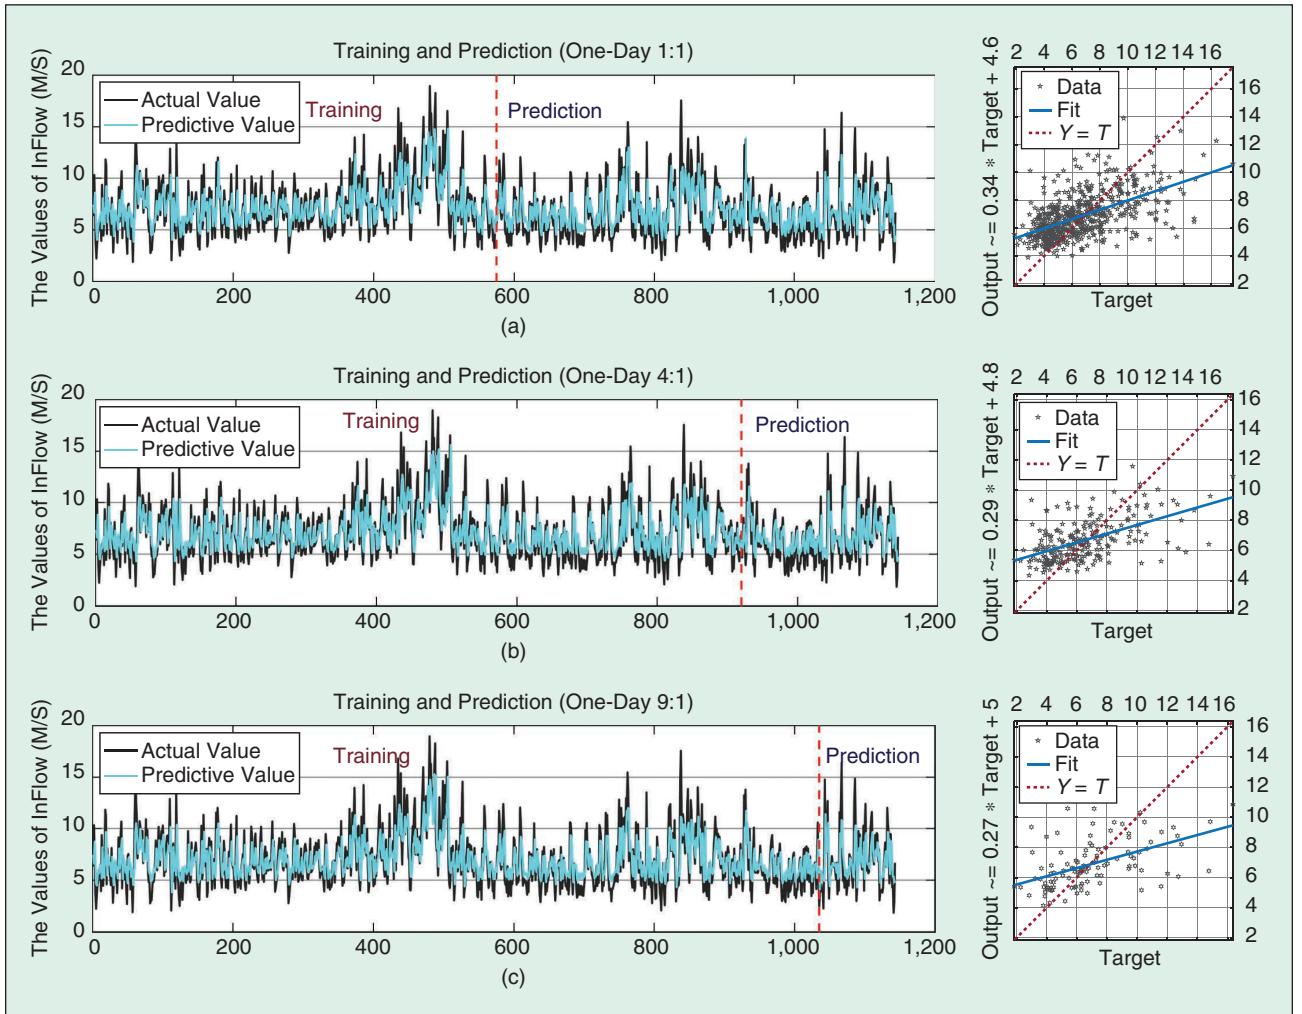 Training and Prediction (One-Day 1:1)
The Values of InFlow (M/S)
20
15
10
5
0
Actual Value
Predictive Value
Training
Prediction
0 200 400 600 800 1,000 1,200
(a)
2 4 6 8 10 12 14 16
Output ~= 0.34 * Target + 4.6
Data
Fit
Y = T
16
14
12
10
8
6
4
2
Target
Training and Prediction (One-Day 4:1)
The Values of InFlow (M/S)
20
15
10
5
0
Actual Value
Predictive Value
Training
Prediction
0 200 400 600 800 1,000 1,200
(b)
2 4 6 8 10 12 14 16
Output ~= 0.29 * Target + 4.8
Data
Fit
Y = T
16
14
12
10
8
6
4
2
Target
Training and Prediction (One-Day 9:1)
The Values of InFlow (M/S)
20
15
10
5
0
Actual Value
Predictive Value
Training
Prediction
0 200 400 600 800 1,000 1,200
(c)
2 4 6 8 10 12 14 16
Output ~= 0.27 * Target + 5
Data
Fit
Y = T
16
14
12
10
8
6
4
2
Target